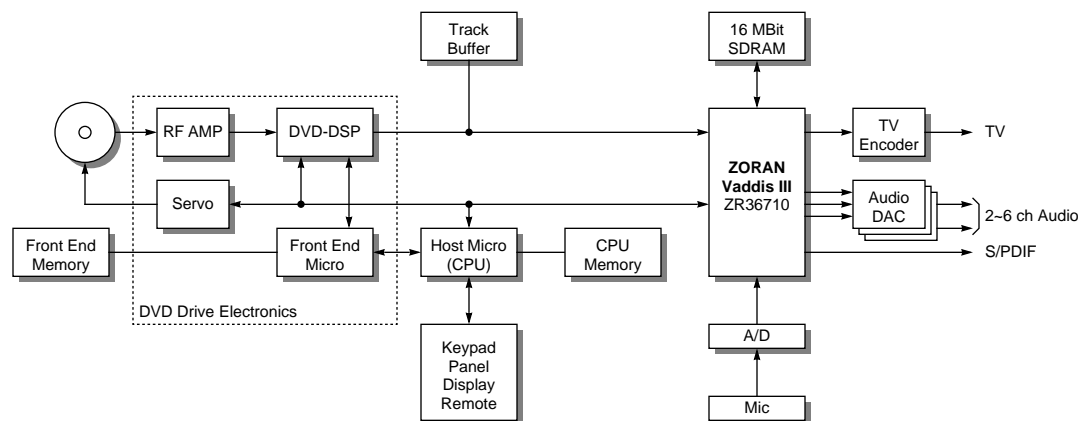 Track
Buffer
16 MBit
SDRAM
RF AMP
DVD-DSP
TV
Encoder
TV
ZORAN
Vaddis III
ZR36710
Servo
Audio
DAC
2~6 ch Audio
Front End
Memory
Front End
Micro
Host Micro
(CPU)
CPU
Memory
S/PDIF
DVD Drive Electronics
Keypad
Panel
Display
Remote
A/D
Mic